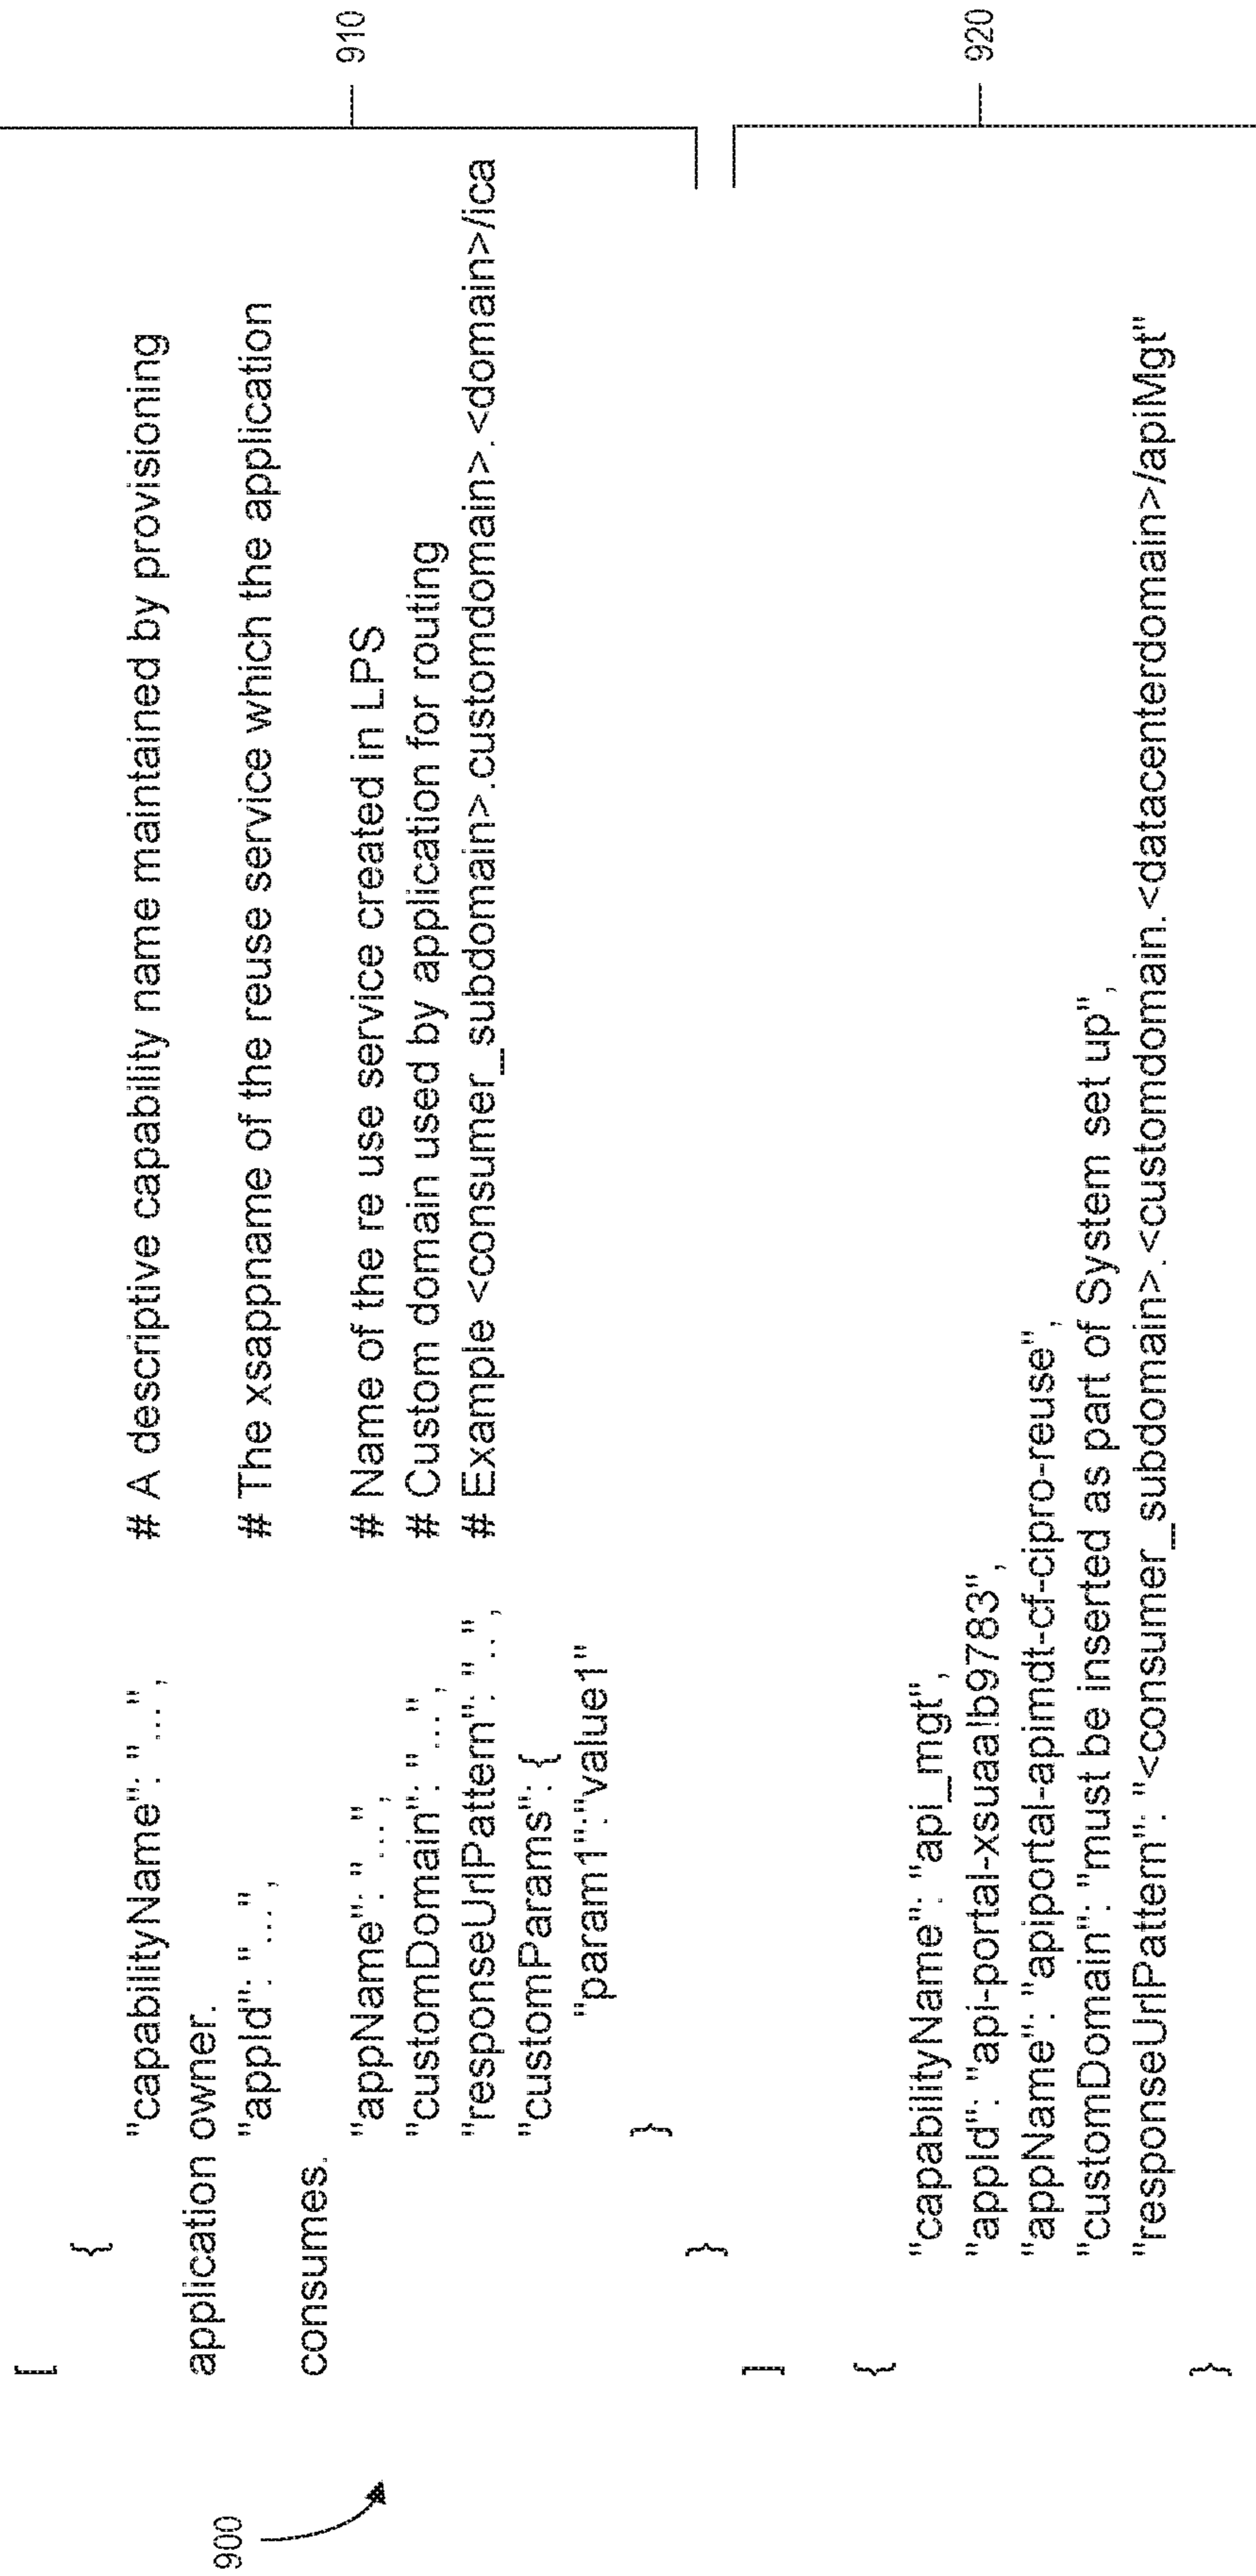 900
[
{
"capabilityName": "...", # A descriptive capability name maintained by provisioning
application owner.
"appId": "...", # The xsappname of the reuse service which the application
consumes.
"appName": "...", # Name of the re use service created in LPS
"customDomain": "...", # Custom domain used by application for routing
"responseUrlPattern": "...", # Example <consumer_subdomain>.customdomain>.<domain>/ica
"customParams": {
"param1":"value1"
}
}
]
910
{
"capabilityName": "api_mgt",
"appId": "api-portal-xsuaa!b9783",
"appName": "apiportal-apimdt-cf-cipro-reuse",
"customDomain": "must be inserted as part of System set up",
"responseUrlPattern": "<consumer_subdomain>.<customdomain.<datacenterdomain>/apiMgt"
}
920